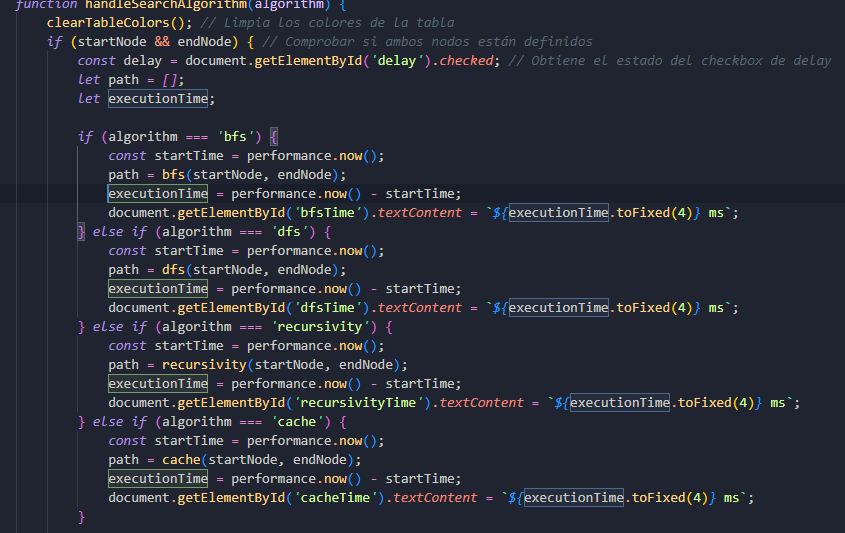 function handleSearchAlgorithm(algorithm) {
clearTableColors(); // Limpia los colores de la tabla
if (startNode && endNode) { // Comprobar si ambos nodos están definidos
const delay = document.getElementById('delay').checked; // Obtiene el estado del checkbox de delay
let path = [];
let executionTime;
if (algorithm === 'bfs') {
const startTime = performance.now();
path = bfs(startNode, endNode);
executionTime = performance.now() - startTime;
document.getElementById('bfsTime').textContent = `${executionTime.toFixed(4)} ms`;
} else if (algorithm === 'dfs') {
const startTime = performance.now();
path = dfs(startNode, endNode);
executionTime = performance.now() - startTime;
document.getElementById('dfsTime').textContent = `${executionTime.toFixed(4)} ms`;
} else if (algorithm === 'recursivity') {
const startTime = performance.now();
path = recursivity(startNode, endNode);
executionTime = performance.now() - startTime;
document.getElementById('recursivityTime').textContent = `${executionTime.toFixed(4)} ms`;
} else if (algorithm === 'cache') {
const startTime = performance.now();
path = cache(startNode, endNode);
executionTime = performance.now() - startTime;
document.getElementById('cacheTime').textContent = `${executionTime.toFixed(4)} ms`;
}